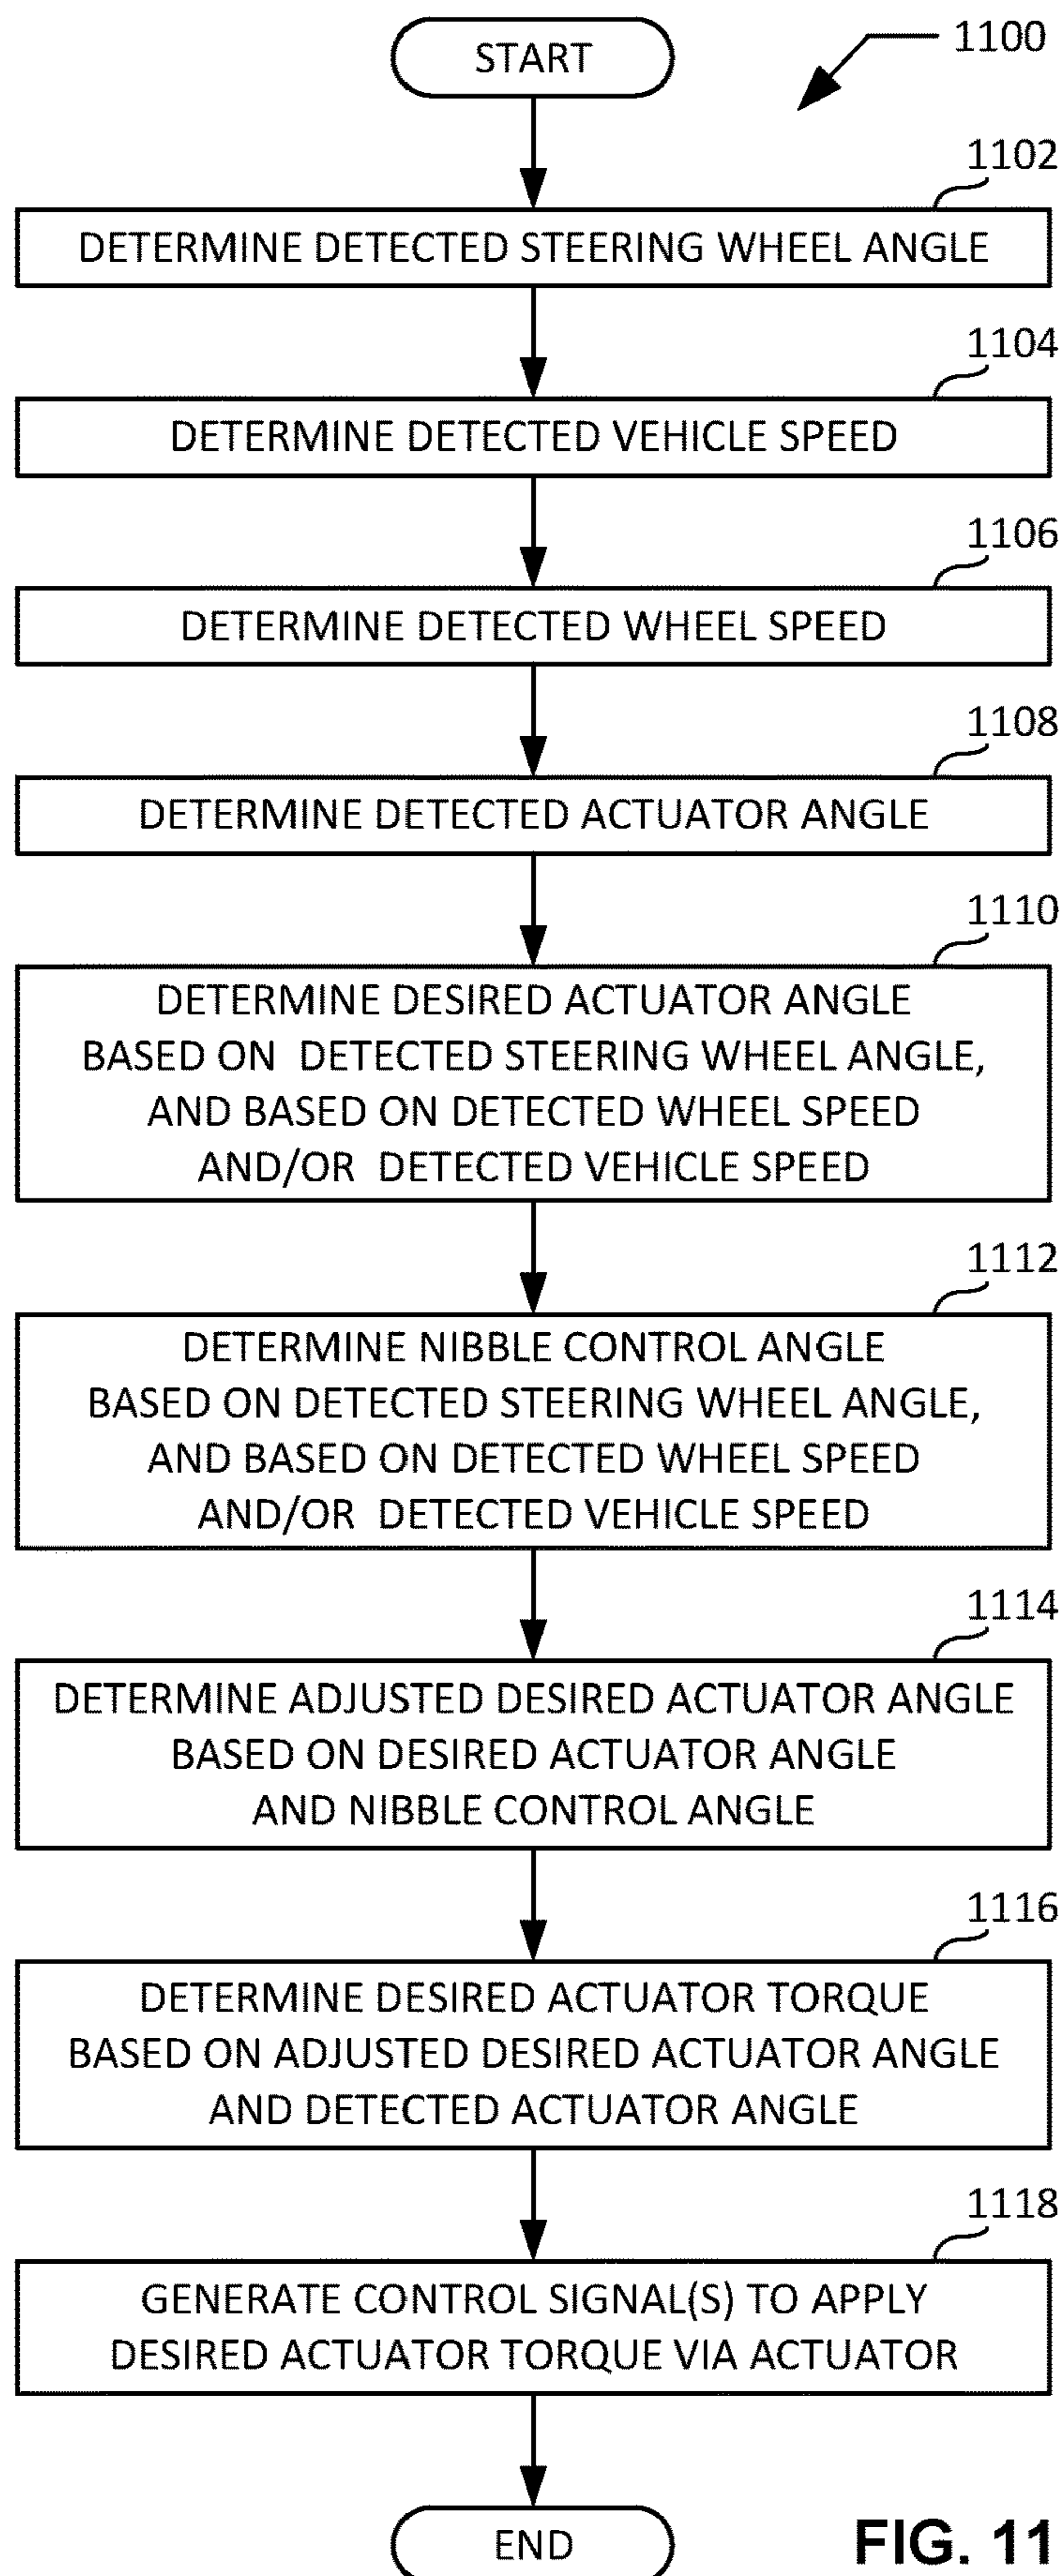 START
1100
1102
DETERMINE DETECTED STEERING WHEEL ANGLE
1104
DETERMINE DETECTED VEHICLE SPEED
1106
DETERMINE DETECTED WHEEL SPEED
1108
DETERMINE DETECTED ACTUATOR ANGLE
1110
DETERMINE DESIRED ACTUATOR ANGLE
BASED ON DETECTED STEERING WHEEL ANGLE,
AND BASED ON DETECTED WHEEL SPEED
AND/OR DETECTED VEHICLE SPEED
1112
DETERMINE NIBBLE CONTROL ANGLE
BASED ON DETECTED STEERING WHEEL ANGLE,
AND BASED ON DETECTED WHEEL SPEED
AND/OR DETECTED VEHICLE SPEED
1114
DETERMINE ADJUSTED DESIRED ACTUATOR ANGLE
BASED ON DESIRED ACTUATOR ANGLE
AND NIBBLE CONTROL ANGLE
1116
DETERMINE DESIRED ACTUATOR TORQUE
BASED ON ADJUSTED DESIRED ACTUATOR ANGLE
AND DETECTED ACTUATOR ANGLE
1118
GENERATE CONTROL SIGNAL(S) TO APPLY
DESIRED ACTUATOR TORQUE VIA ACTUATOR
END
FIG. 11